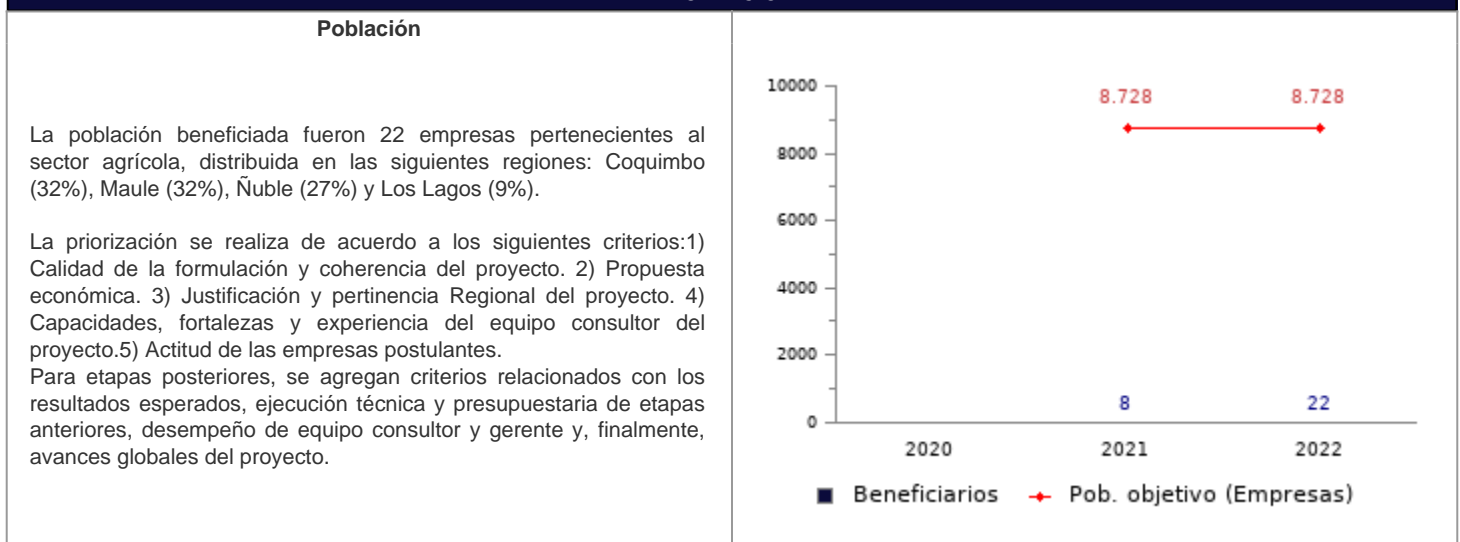 Población
La población beneficiada fueron 22 empresas pertenecientes al
sector agrícola, distribuida en las siguientes regiones: Coquimbo
(32%), Maule (32%), Ñuble (27%) y Los Lagos (9%).
La priorización se realiza de acuerdo a los siguientes criterios:1)
Calidad de la formulación y coherencia del proyecto. 2) Propuesta
económica. 3) Justificación y pertinencia Regional del proyecto. 4)
Capacidades, fortalezas y experiencia del equipo consultor del
proyecto.5) Actitud de las empresas postulantes.
Para etapas posteriores, se agregan criterios relacionados con los
resultados esperados, ejecución técnica y presupuestaria de etapas
anteriores, desempeño de equipo consultor y gerente y, finalmente,
avances globales del proyecto.
10000
8.728 8.728
8000
6000
4000
2000
8 22
0
2020 2021 2022
Beneficiarios Pob. objetivo (Empresas)